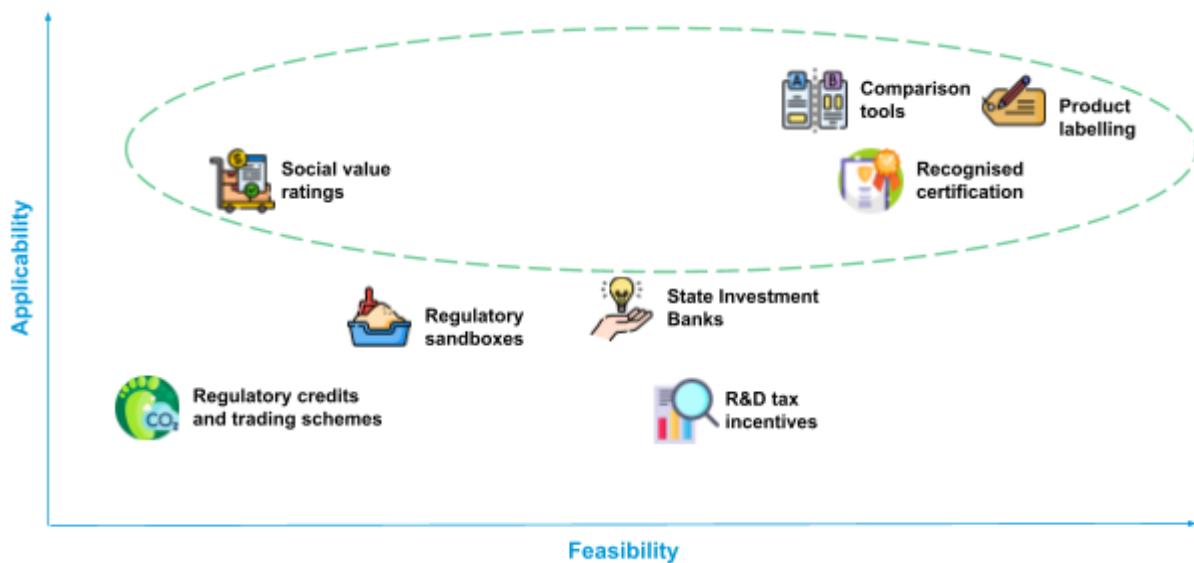 A
B
Comparison
tools
Product
labelling
Social value
ratings
Recognised
certification
State Investment
Banks
Regulatory
sandboxes
Regulatory credits
and trading schemes
CO₂
R&D tax
incentives
Applicability
Feasibility